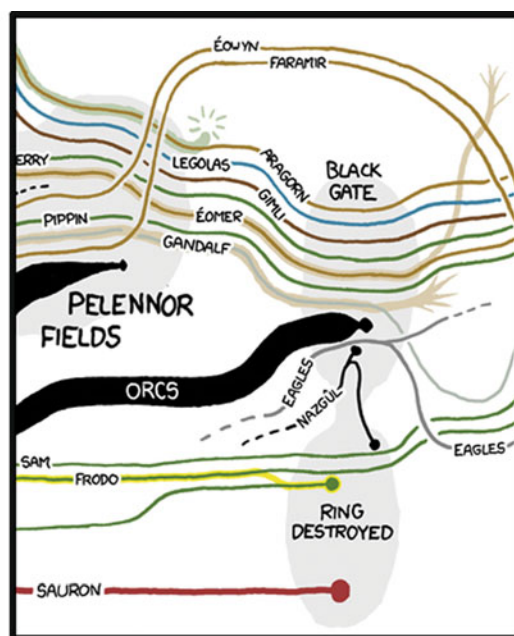 ÉOWYN
FARAMIR
ERRY
LEGOLAS
ARAGORN
BLACK
GATE
GIMLI
PIPPIN
ÉOMER
GANDALF
PELENNOR
FIELDS
ORCS
EAGLES
NAZGÛL
EAGLES
SAM
FRODO
RING
DESTROYED
SAURON